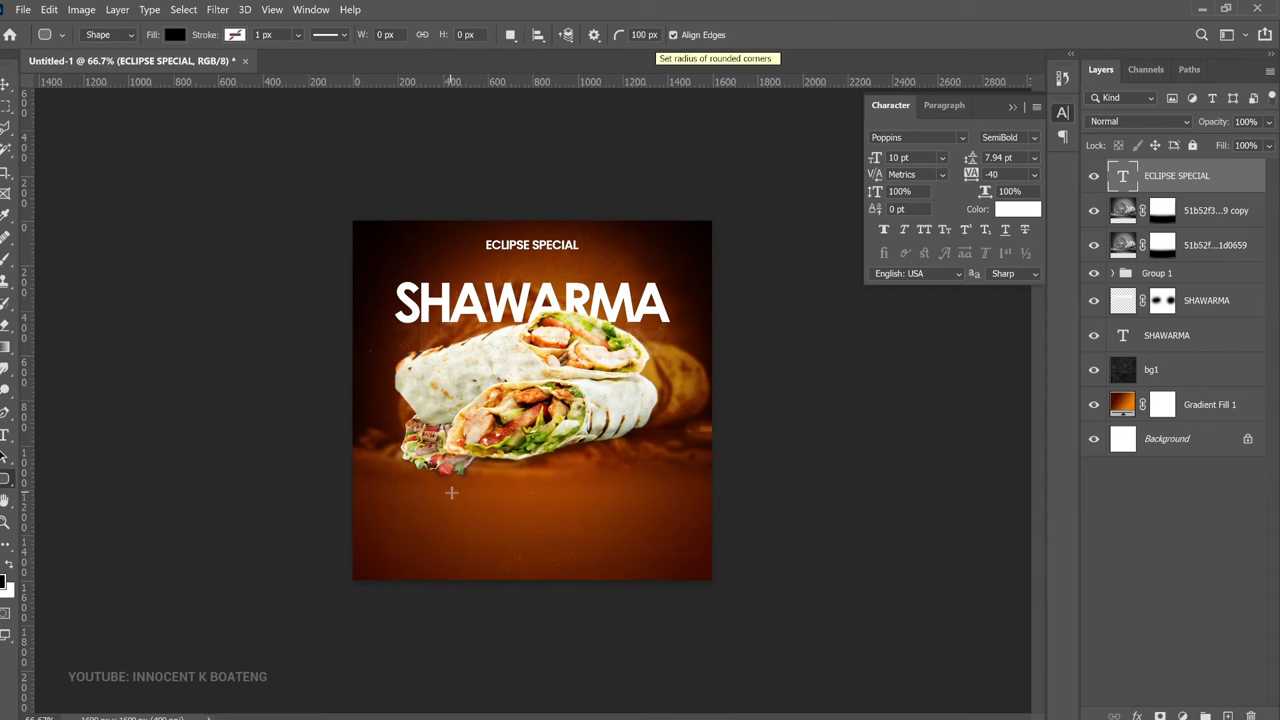 File Edit Image Layer Type Select Filter 3D View Window Help
Shape Fill: Stroke: 1 px W: 0 px H: 0 px 100 px Align Edges
Set radius of rounded corners
Untitled-1 @ 66.7% (ECLIPSE SPECIAL, RGB/8) * ×
1400 1200 1000 800 600 400 200 0 200 400 600 800 1000 1200 1400 1600 1800 2000 2200 2400 2600 2800
Character Paragraph
Poppins SemiBold
10 pt 7.94 pt
Metrics -40
100% 100%
0 pt Color:
English: USA Sharp
Layers Channels Paths
Kind
Normal Opacity: 100%
Lock: Fill: 100%
ECLIPSE SPECIAL
51b52f3...9 copy
51b52f...1d0659
Group 1
SHAWARMA
SHAWARMA
bg1
Gradient Fill 1
Background
ECLIPSE SPECIAL
SHAWARMA
YOUTUBE: INNOCENT K BOATENG